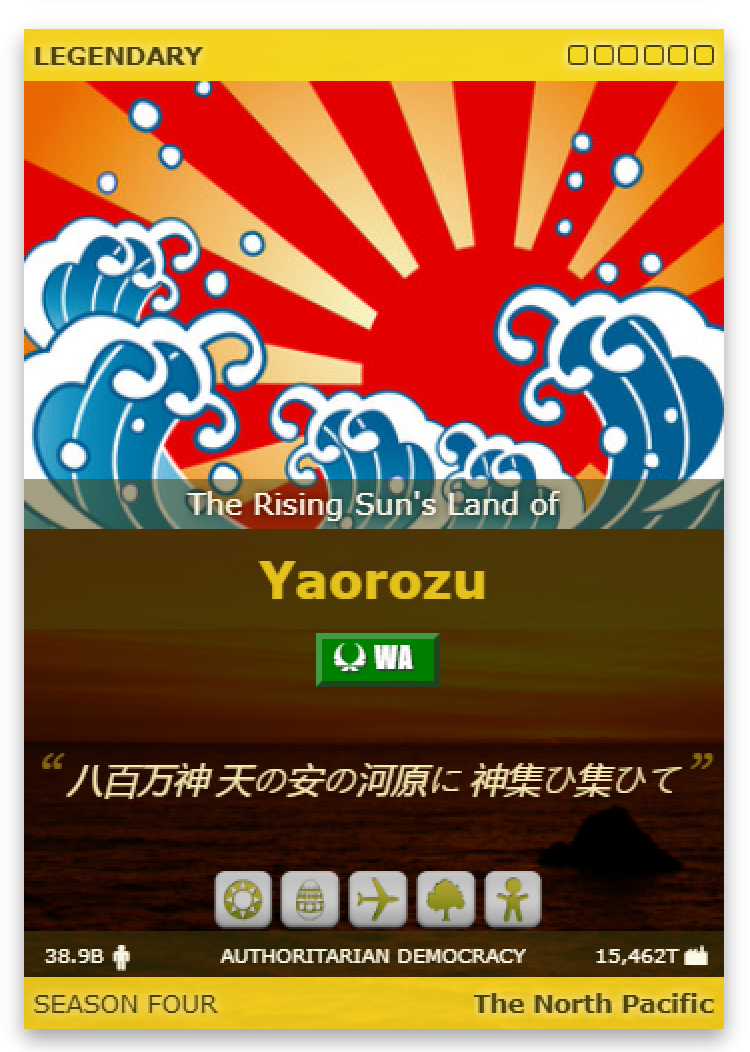 LEGENDARY
The Rising Sun's Land of
Yaorozu
WA
“八百万神 天の安の河原に 神集ひ集ひて”
38.9B AUTHORITARIAN DEMOCRACY 15,462T
SEASON FOUR The North Pacific